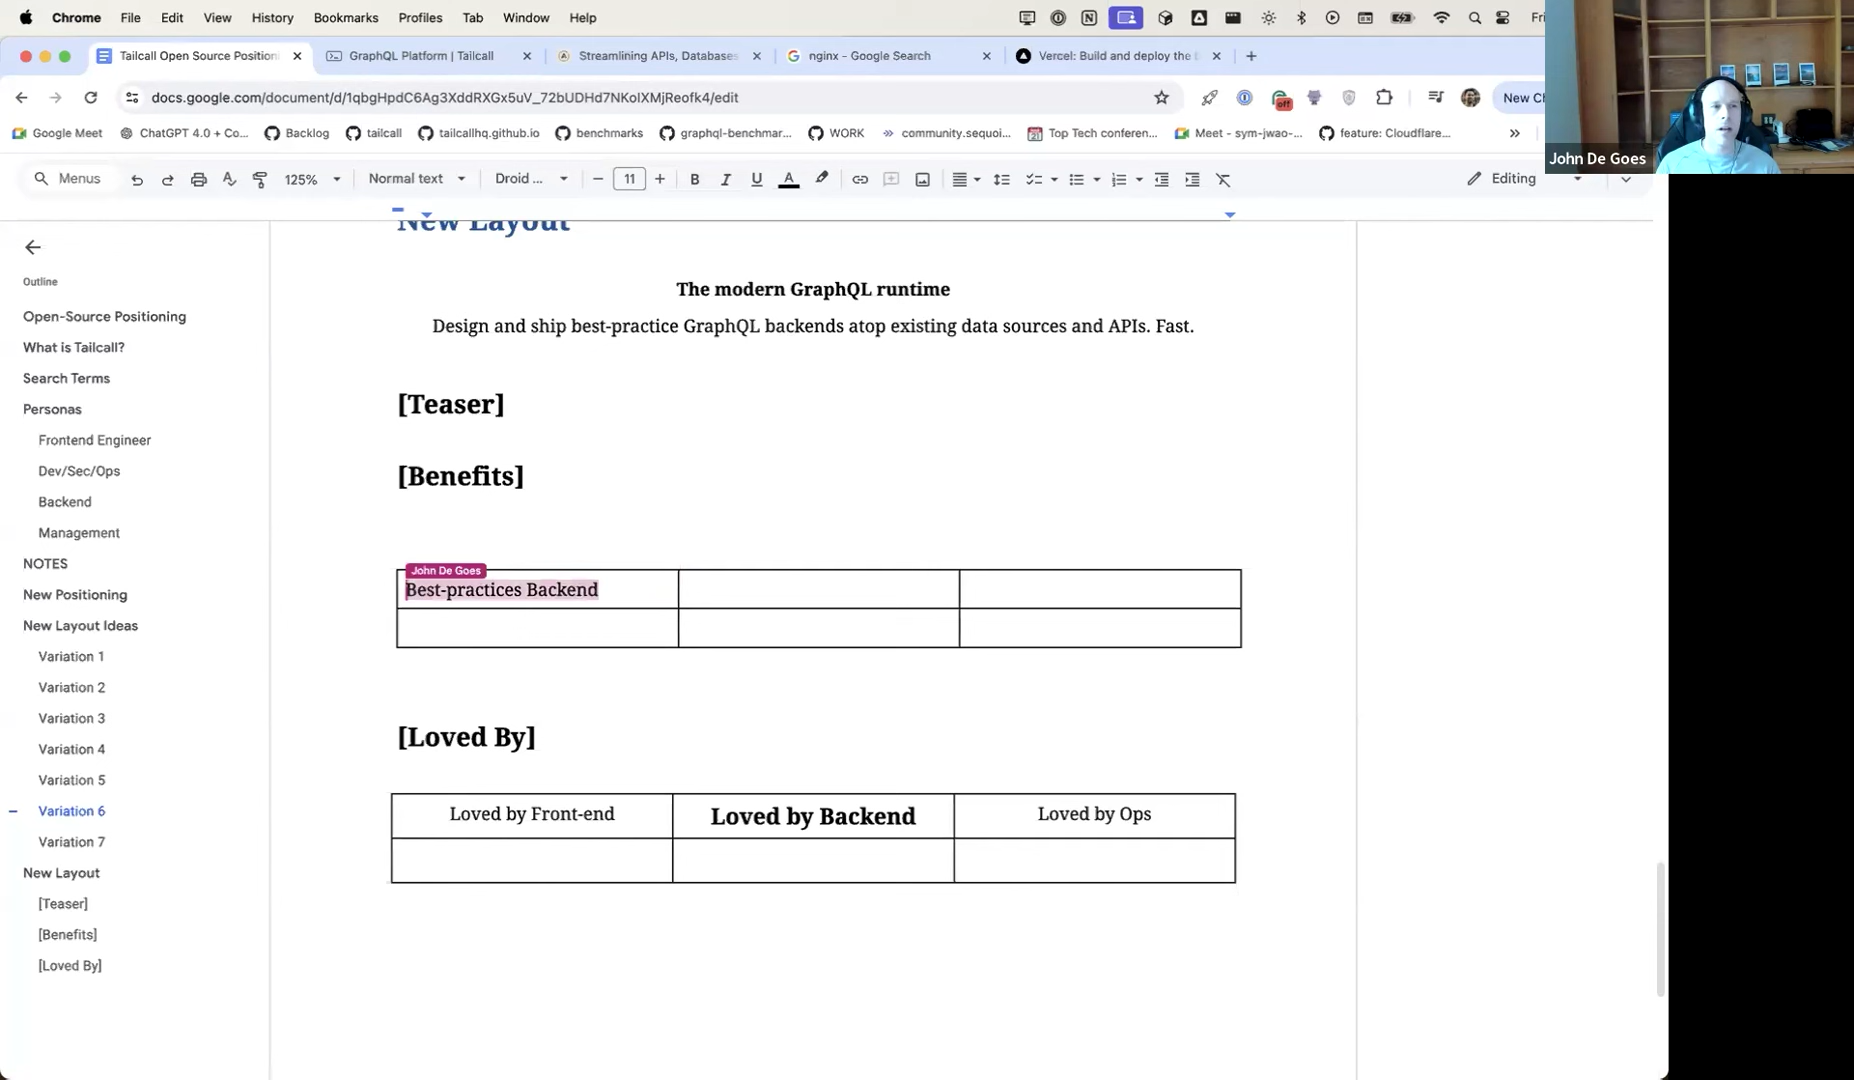 Chrome File Edit View History Bookmarks Profiles Tab Window Help Fri
Tailcall Open Source Positionin
GraphQL Platform | Tailcall
Streamlining APIs, Databases
nginx - Google Search
Vercel: Build and deploy the b
docs.google.com/document/d/1qbgHpdC6Ag3XddRXGx5uV_72bUDHd7NKolXMjReofk4/edit
off
New Ch
Google Meet
ChatGPT 4.0 + Co...
Backlog
tailcall
tailcallhq.github.io
benchmarks
graphql-benchmar...
WORK
community.sequoi...
Top Tech conferen...
Meet - sym-jwao-...
feature: Cloudflare...
John De Goes
Menus
125%
Normal text
Droid ...
11
B I U A
Editing
New Layout
Outline
Open-Source Positioning
What is Tailcall?
Search Terms
Personas
Frontend Engineer
Dev/Sec/Ops
Backend
Management
NOTES
New Positioning
New Layout Ideas
Variation 1
Variation 2
Variation 3
Variation 4
Variation 5
Variation 6
Variation 7
New Layout
[Teaser]
[Benefits]
[Loved By]
The modern GraphQL runtime
Design and ship best-practice GraphQL backends atop existing data sources and APIs. Fast.
[Teaser]
[Benefits]
John De Goes
Best-practices Backend
[Loved By]
Loved by Front-end
Loved by Backend
Loved by Ops